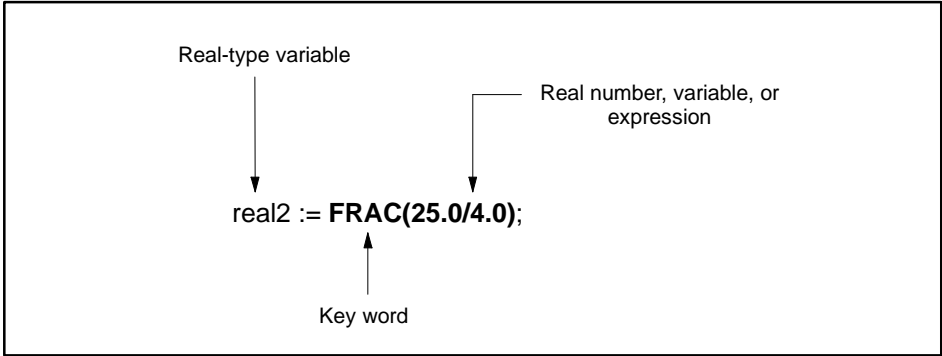 Real-type variable
Real number, variable, or
expression
real2 := FRAC(25.0/4.0);
Key word